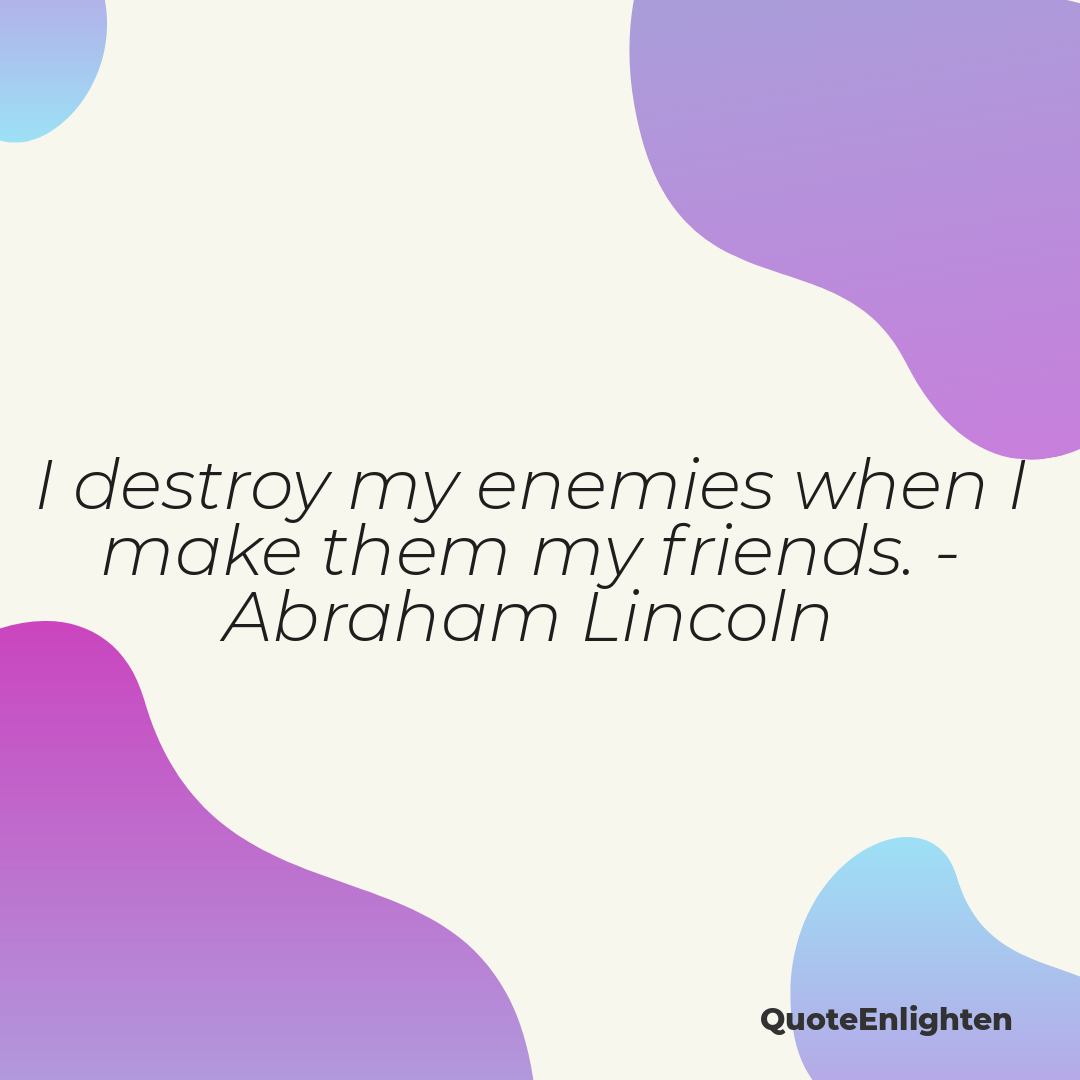 I destroy my enemies when I
make them my friends. -
Abraham Lincoln
QuoteEnlighten